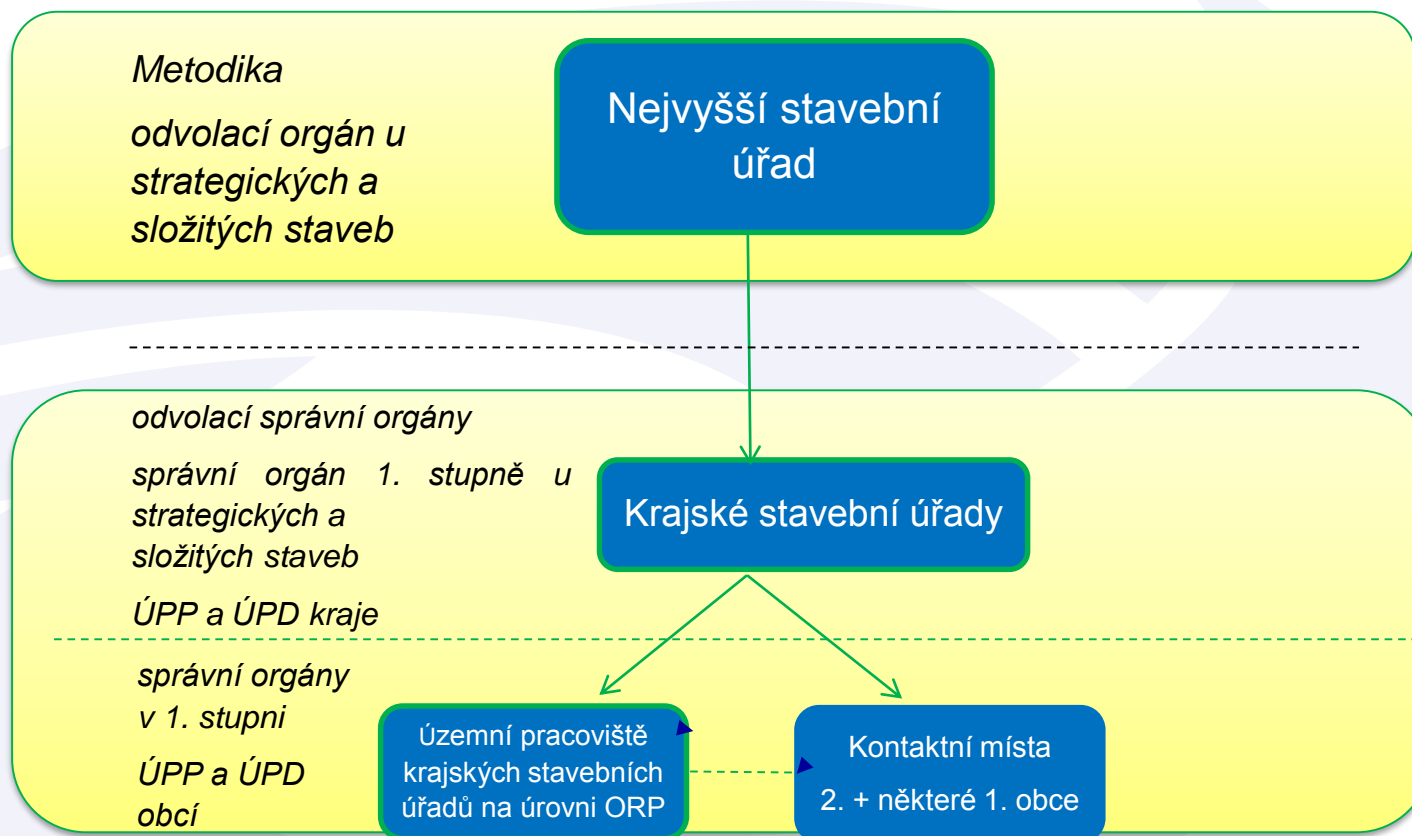 Metodika
odvolací orgán u
strategických a
složitých staveb
Nejvyšší stavební
úřad
odvolací správní orgány
správní orgán 1. stupně u
strategických a
složitých staveb
ÚPP a ÚPD kraje
Krajské stavební úřady
správní orgány
v 1. stupni
ÚPP a ÚPD
obcí
Územní pracoviště
krajských stavebních
úřadů na úrovni ORP
Kontaktní místa
2. + některé 1. obce